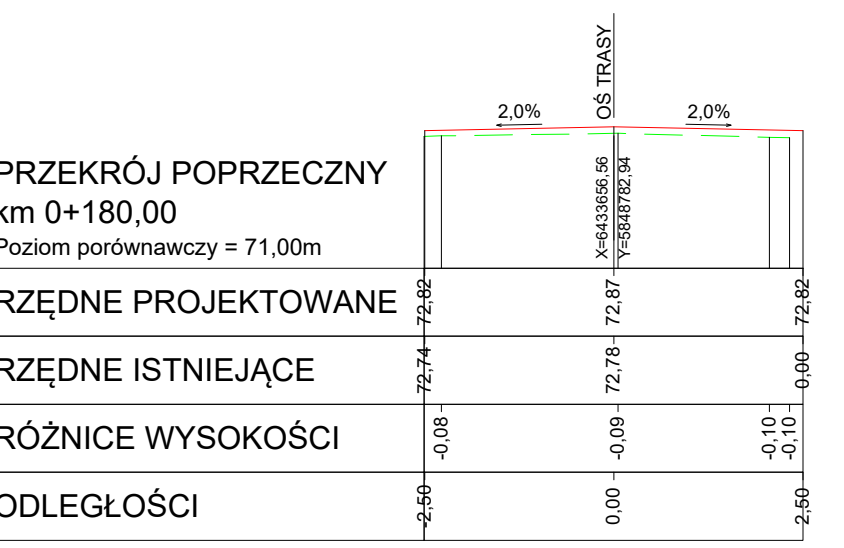 OŚ TRASY
2,0% 2,0%
X=6433656,56
Y=5848782,94
PRZEKRÓJ POPRZECZNY
km 0+180,00
Poziom porównawczy = 71,00m
RZĘDNE PROJEKTOWANE 72,82 72,87 72,82
RZĘDNE ISTNIEJĄCE 72,74 72,78 0,00
RÓŻNICE WYSOKOŚCI -0,08 -0,09 -0,10 -0,10
ODLEGŁOŚCI -2,50 0,00 2,50